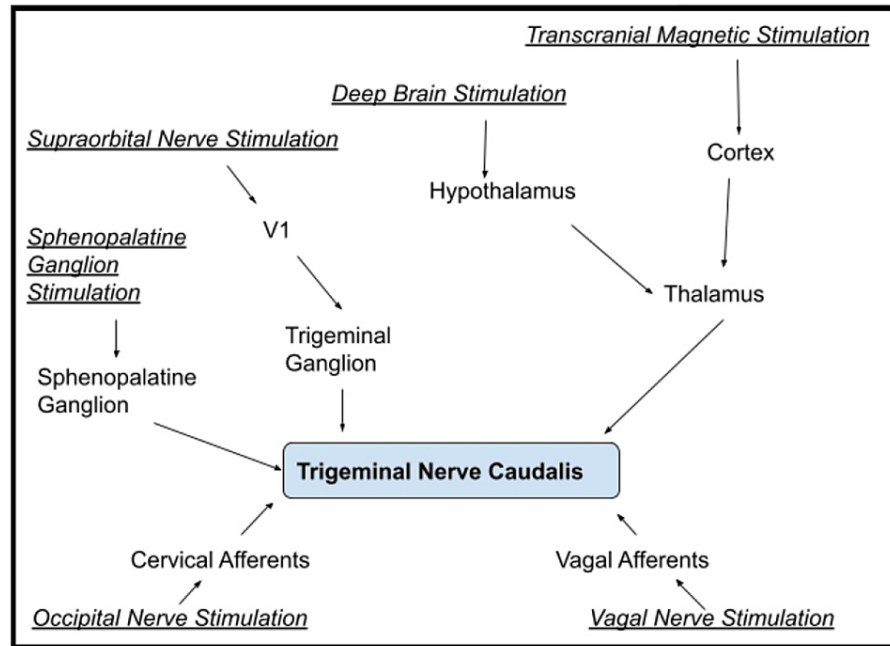 Transcranial Magnetic Stimulation
Deep Brain Stimulation
Supraorbital Nerve Stimulation
Cortex
Hypothalamus
V1
Sphenopalatine
Ganglion
Stimulation
Thalamus
Trigeminal
Ganglion
Sphenopalatine
Ganglion
Trigeminal Nerve Caudalis
Cervical Afferents
Vagal Afferents
Occipital Nerve Stimulation
Vagal Nerve Stimulation